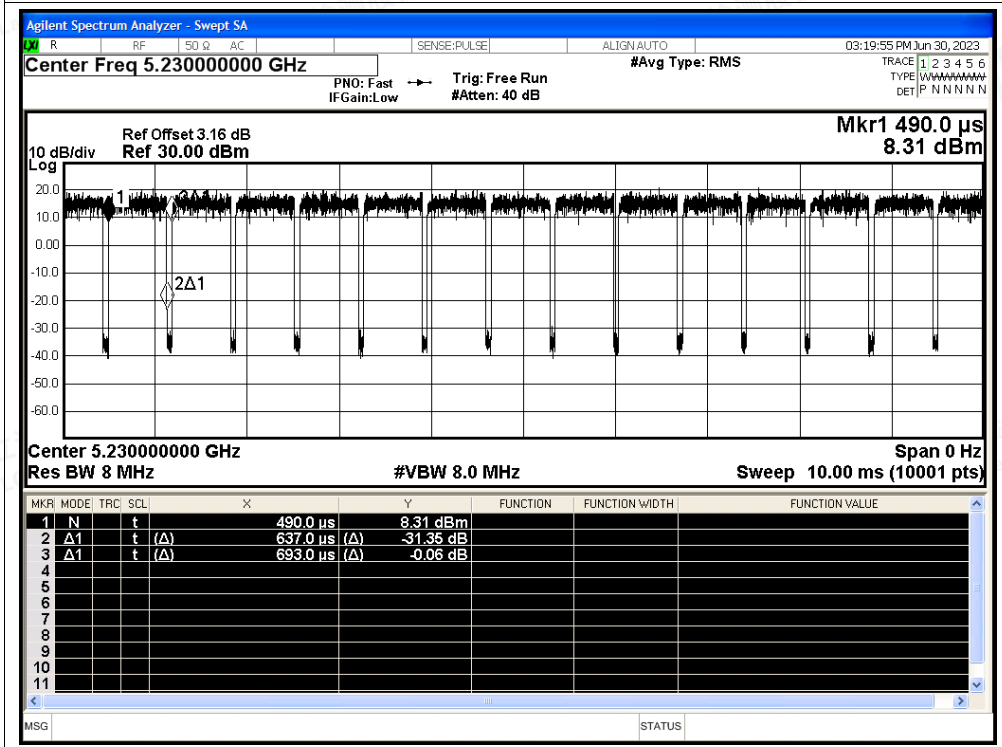 Agilent Spectrum Analyzer - Swept SA
LXI R RF 50 Ω AC SENSE:PULSE ALIGN AUTO 03:19:55 PM Jun 30, 2023
Center Freq 5.230000000 GHz #Avg Type: RMS TRACE 1 2 3 4 5 6
PNO: Fast Trig: Free Run TYPE W
IFGain:Low #Atten: 40 dB DET P N N N N N
Mkr1 490.0 µs
Ref Offset 3.16 dB
10 dB/div Ref 30.00 dBm 8.31 dBm
Log
20.0
1 3Δ1
10.0
0.00
-10.0
2Δ1
-20.0
-30.0
-40.0
-50.0
-60.0
Center 5.230000000 GHz Span 0 Hz
Res BW 8 MHz #VBW 8.0 MHz Sweep 10.00 ms (10001 pts)
MKR MODE TRC SCL X Y FUNCTION FUNCTION WIDTH FUNCTION VALUE
1 N t 490.0 µs 8.31 dBm
2 Δ1 t (Δ) 637.0 µs (Δ) -31.35 dB
3 Δ1 t (Δ) 693.0 µs (Δ) -0.06 dB
4
5
6
7
8
9
10
11
MSG STATUS